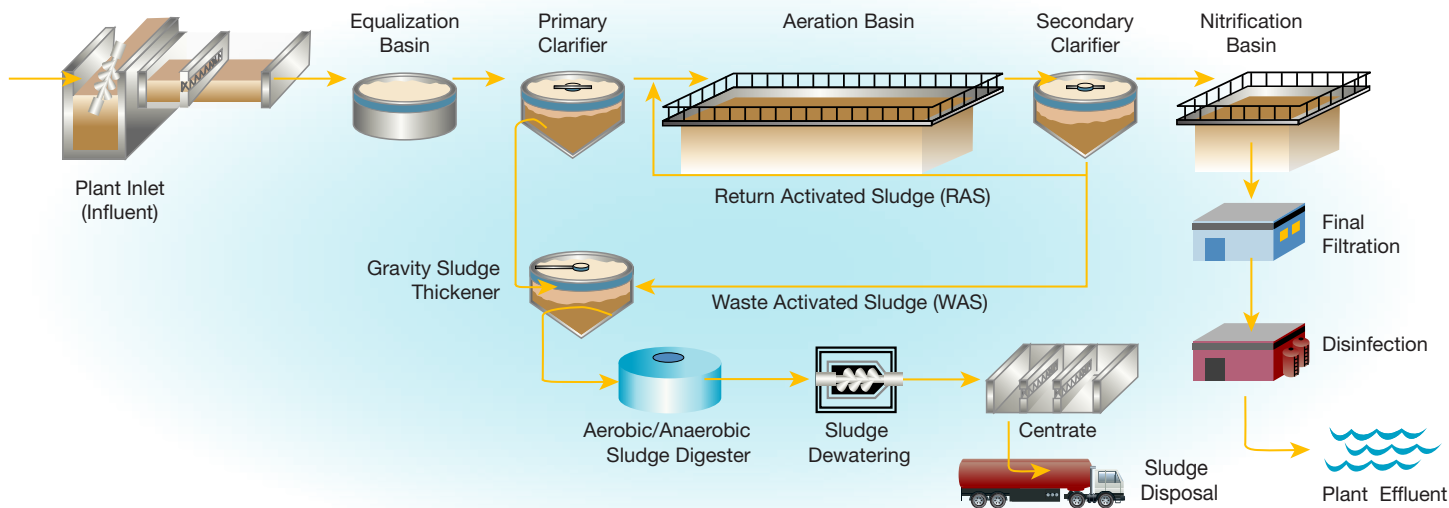 Equalization
Basin
Primary
Clarifier
Aeration Basin
Secondary
Clarifier
Nitrification
Basin
Plant Inlet
(Influent)
Return Activated Sludge (RAS)
Final
Filtration
Gravity Sludge
Thickener
Waste Activated Sludge (WAS)
Disinfection
Aerobic/Anaerobic
Sludge Digester
Sludge
Dewatering
Centrate
Sludge
Disposal
Plant Effluent